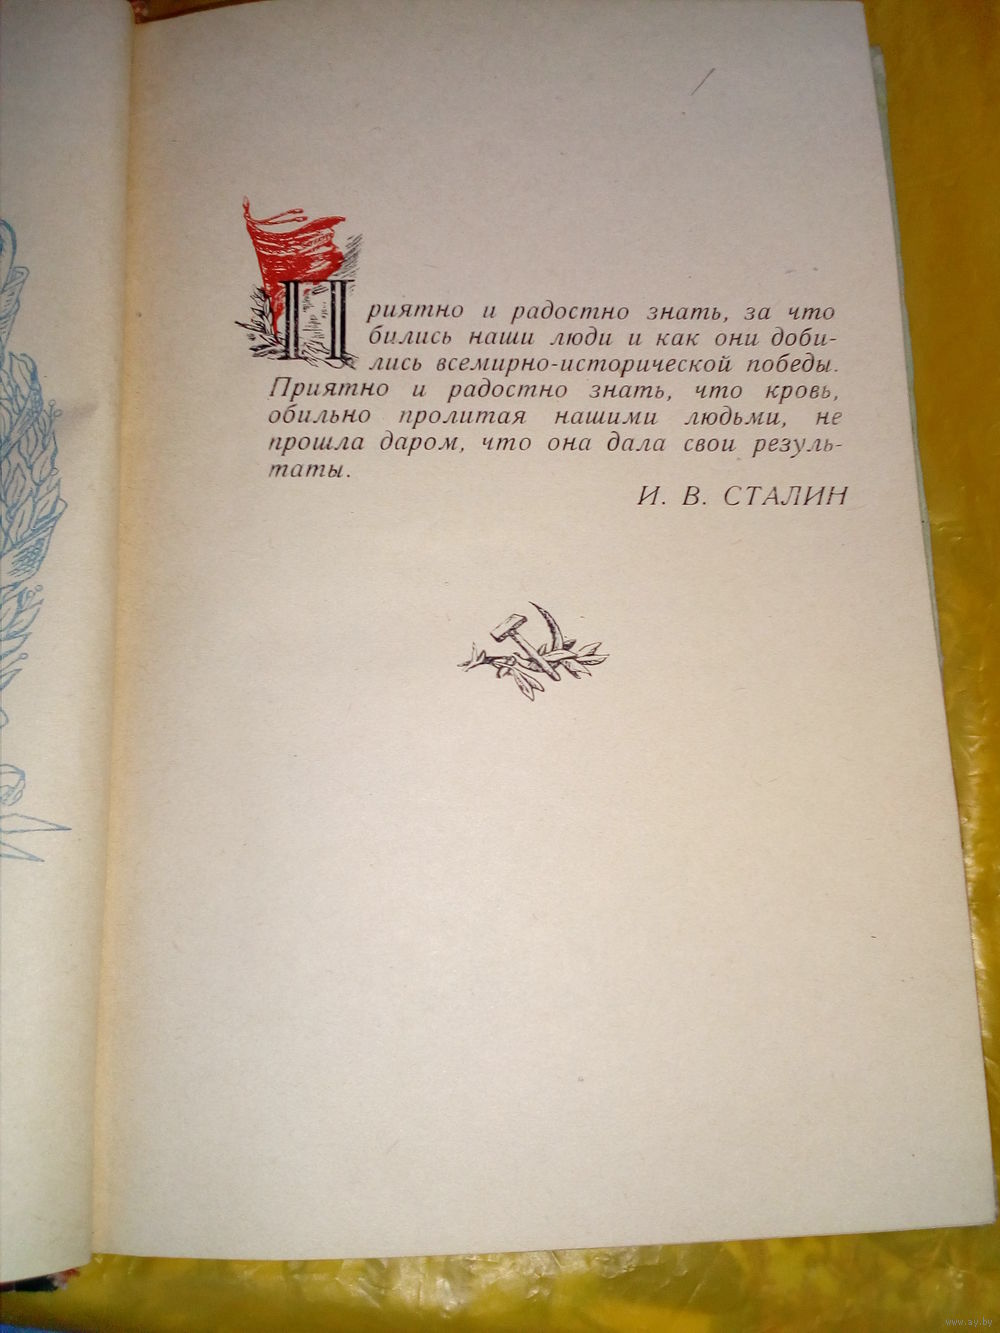 Приятно и радостно знать, за что
бились наши люди и как они доби-
лись всемирно-исторической победы.
Приятно и радостно знать, что кровь,
обильно пролитая нашими людьми, не
прошла даром, что она дала свои резуль-
таты.
И. В. СТАЛИН
www.ay.by